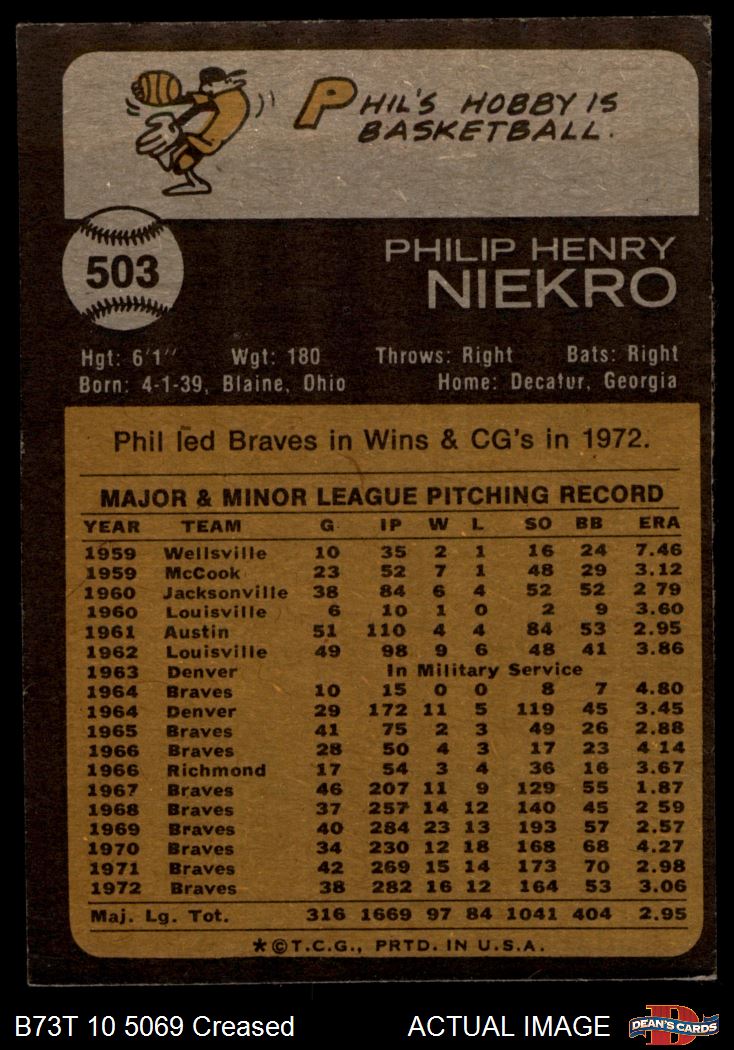 PHIL'S HOBBY IS
BASKETBALL.
503
PHILIP HENRY
NIEKRO
Hgt: 6'1" Wgt: 180 Throws: Right Bats: Right
Born: 4-1-39, Blaine, Ohio Home: Decatur, Georgia
Phil led Braves in Wins & CG's in 1972.
MAJOR & MINOR LEAGUE PITCHING RECORD
YEAR TEAM G IP W L SO BB ERA
1959 Wellsville 10 35 2 1 16 24 7.46
1959 McCook 23 52 7 1 48 29 3.12
1960 Jacksonville 38 84 6 4 52 52 2 79
1960 Louisville 6 10 1 0 2 9 3.60
1961 Austin 51 110 4 4 84 53 2.95
1962 Louisville 49 98 9 6 48 41 3.86
1963 Denver In Military Service
1964 Braves 10 15 0 0 8 7 4.80
1964 Denver 29 172 11 5 119 45 3.45
1965 Braves 41 75 2 3 49 26 2.88
1966 Braves 28 50 4 3 17 23 4 14
1966 Richmond 17 54 3 4 36 16 3.67
1967 Braves 46 207 11 9 129 55 1.87
1968 Braves 37 257 14 12 140 45 2 59
1969 Braves 40 284 23 13 193 57 2.57
1970 Braves 34 230 12 18 168 68 4.27
1971 Braves 42 269 15 14 173 70 2.98
1972 Braves 38 282 16 12 164 53 3.06
Maj. Lg. Tot. 316 1669 97 84 1041 404 2.95
*©T.C.G., PRTD. IN U.S.A.
B73T 10 5069 Creased ACTUAL IMAGE DEAN'S CARDS